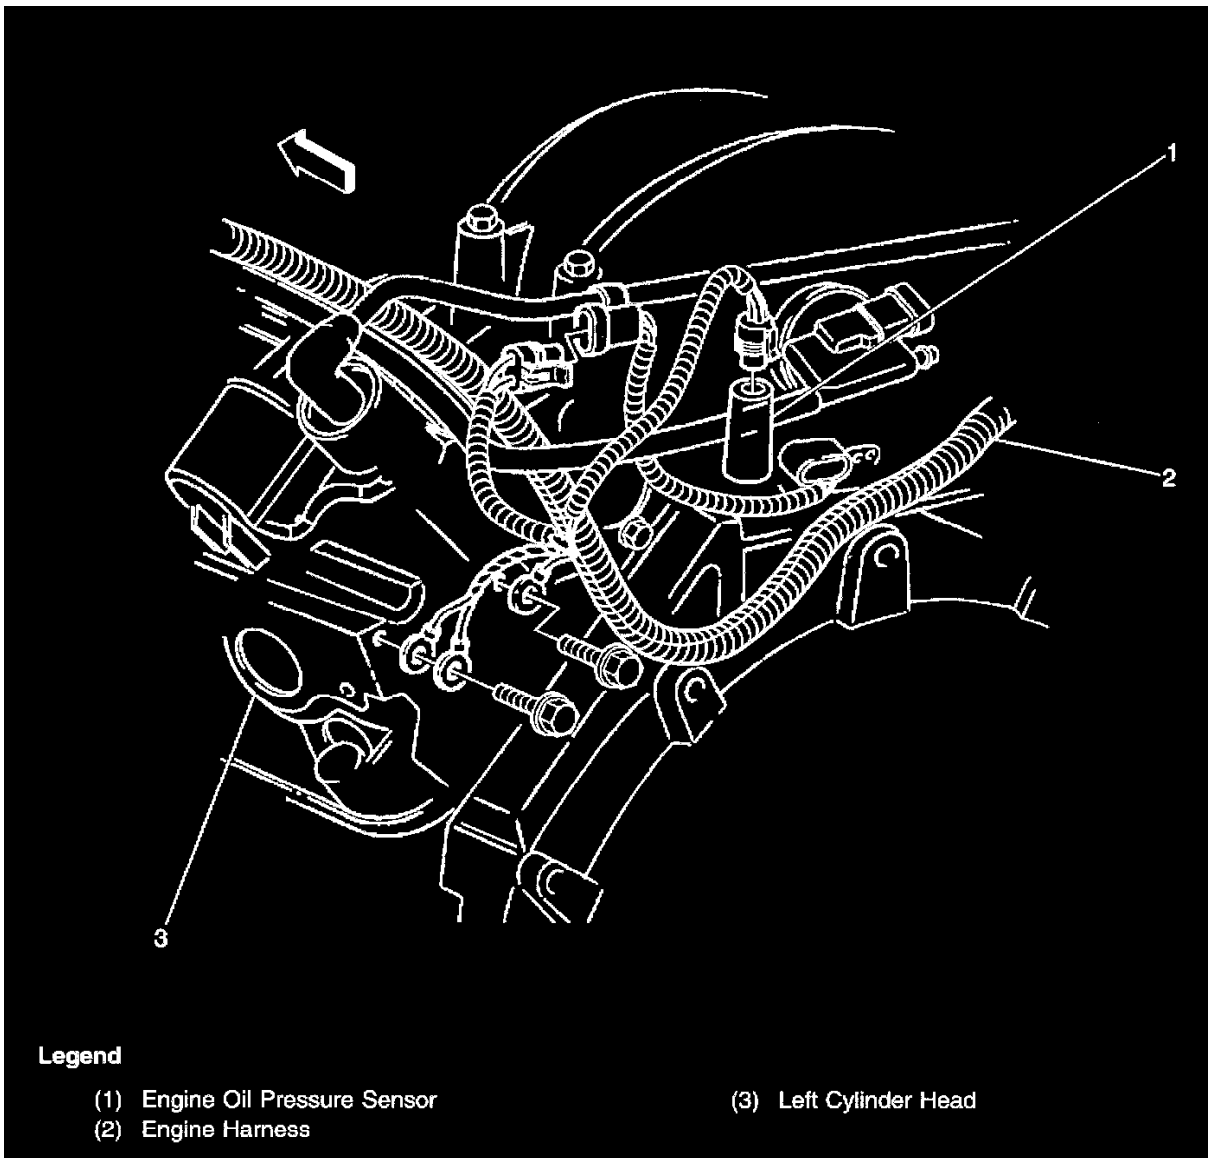 1
2
3
Legend
(1) Engine Oil Pressure Sensor
(2) Engine Harness
(3) Left Cylinder Head